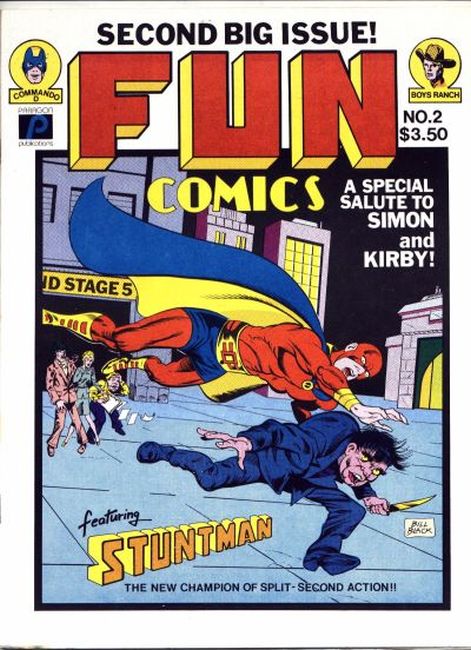 SECOND BIG ISSUE!
COMMANDO
D
PARAGON
P
publications
FUN
COMICS
BOYS RANCH
NO.2
$3.50
A SPECIAL
SALUTE TO
SIMON
and
KIRBY!
ND STAGE 5
featuring
STUNTMAN
BILL
BLACK
THE NEW CHAMPION OF SPLIT-SECOND ACTION!!